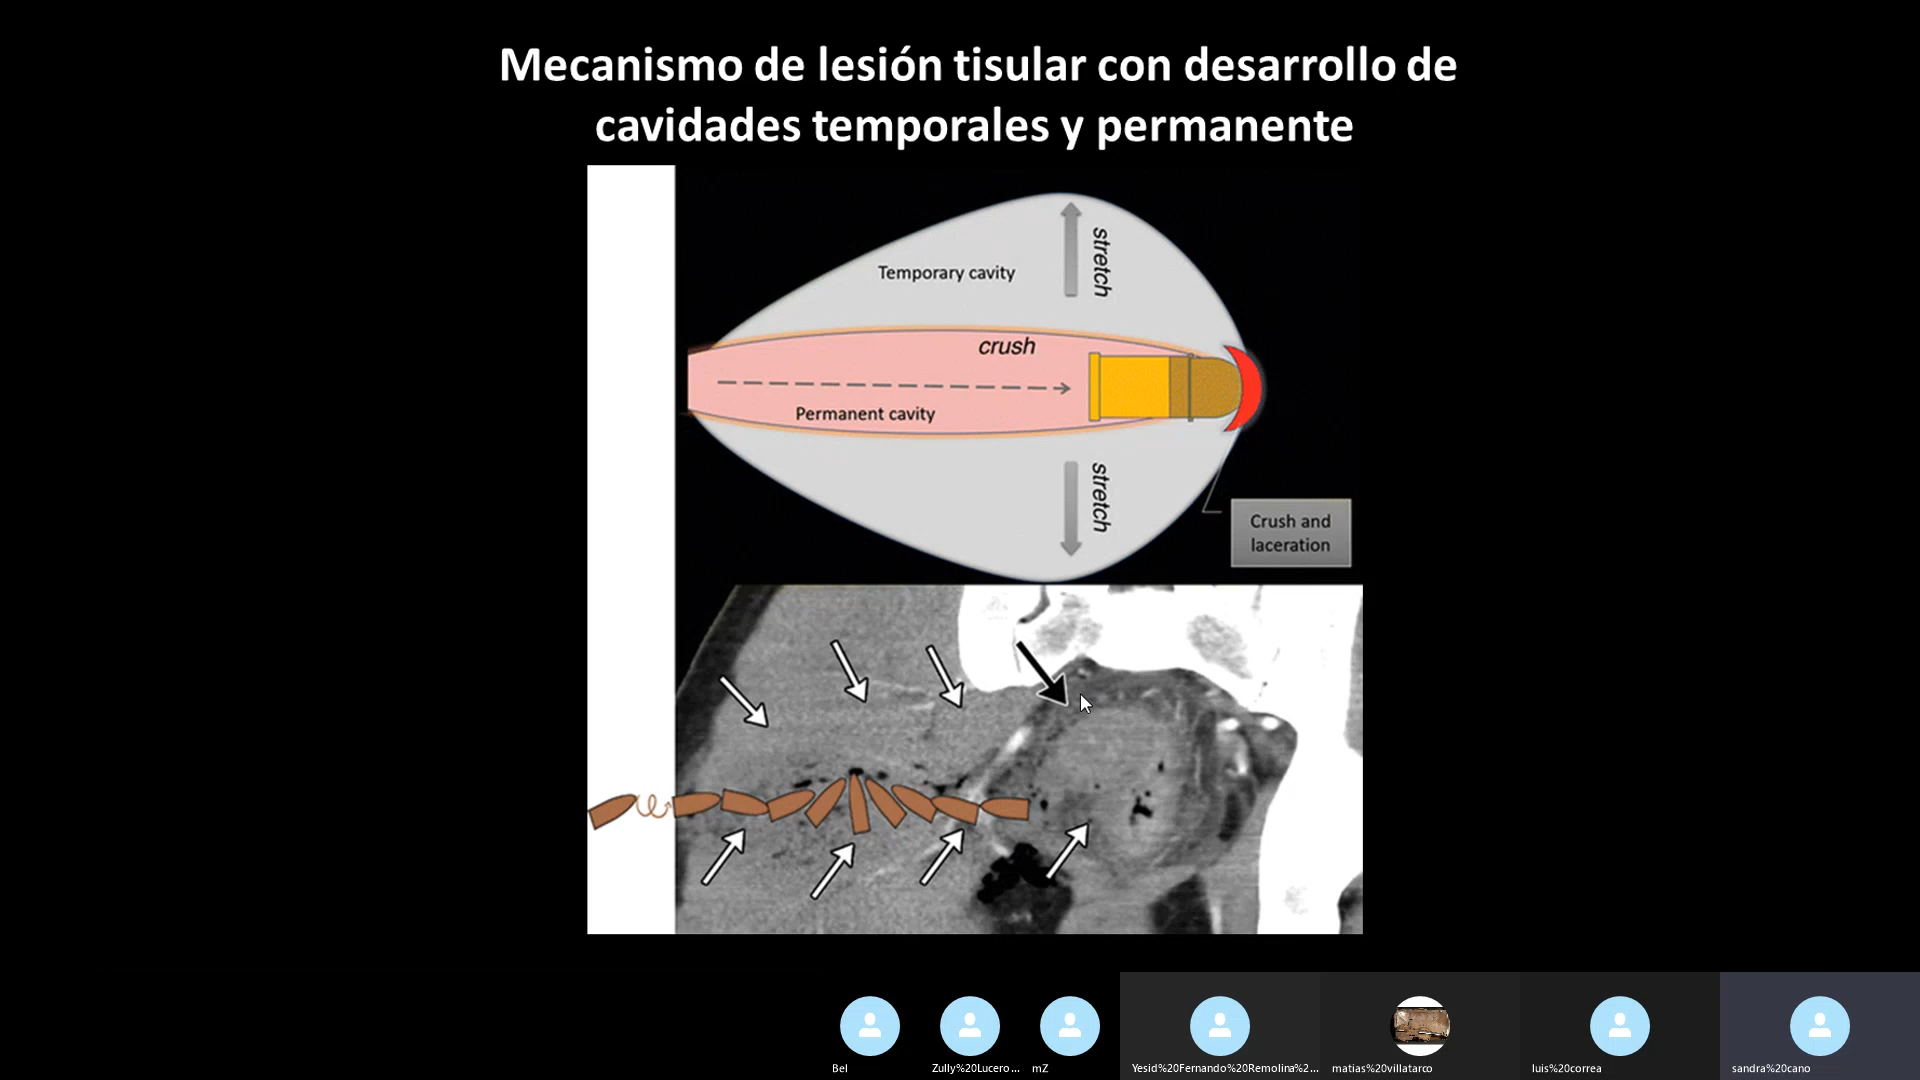 Mecanismo de lesión tisular con desarrollo de
cavidades temporales y permanente
stretch
Temporary cavity
crush
Permanent cavity
stretch
Crush and
laceration
Bel
Zully%20Lucero...
mZ
Yesid%20Fernando%20Remolina%2...
matias%20villatarco
luis%20correa
sandra%20cano